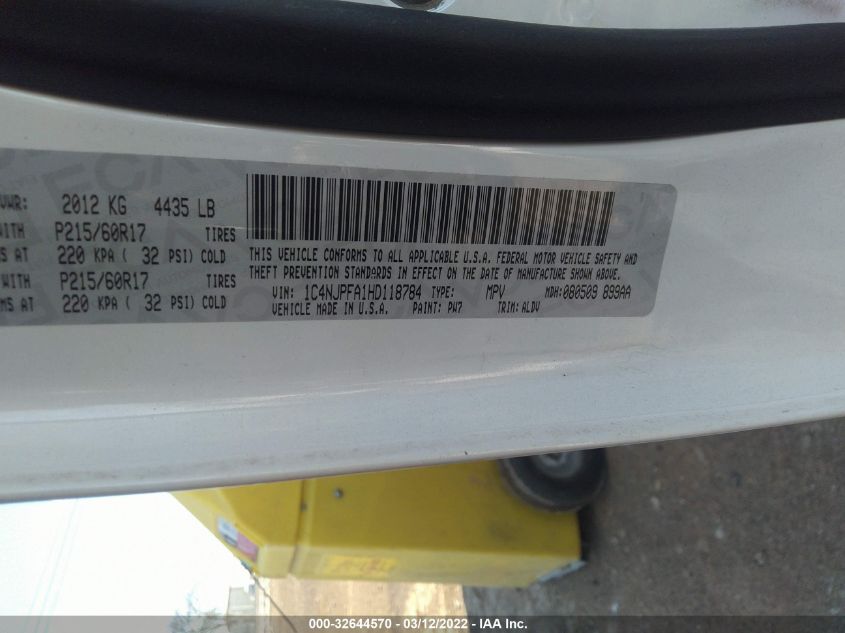 VWR: 2012 KG 4435 LB
WITH P215/60R17 TIRES
MS AT 220 KPA ( 32 PSI) COLD
WITH P215/60R17 TIRES
MS AT 220 KPA ( 32 PSI) COLD
THIS VEHICLE CONFORMS TO ALL APPLICABLE U.S.A. FEDERAL MOTOR VEHICLE SAFETY AND
THEFT PREVENTION STANDARDS IN EFFECT ON THE DATE OF MANUFACTURE SHOWN ABOVE.
VIN: 1C4NJPFA1HD118784 TYPE: MPV MDH:080509 899AA
VEHICLE MADE IN U.S.A. PAINT: PW7 TRIM: ALDV
000-32644570 - 03/12/2022 - IAA Inc.